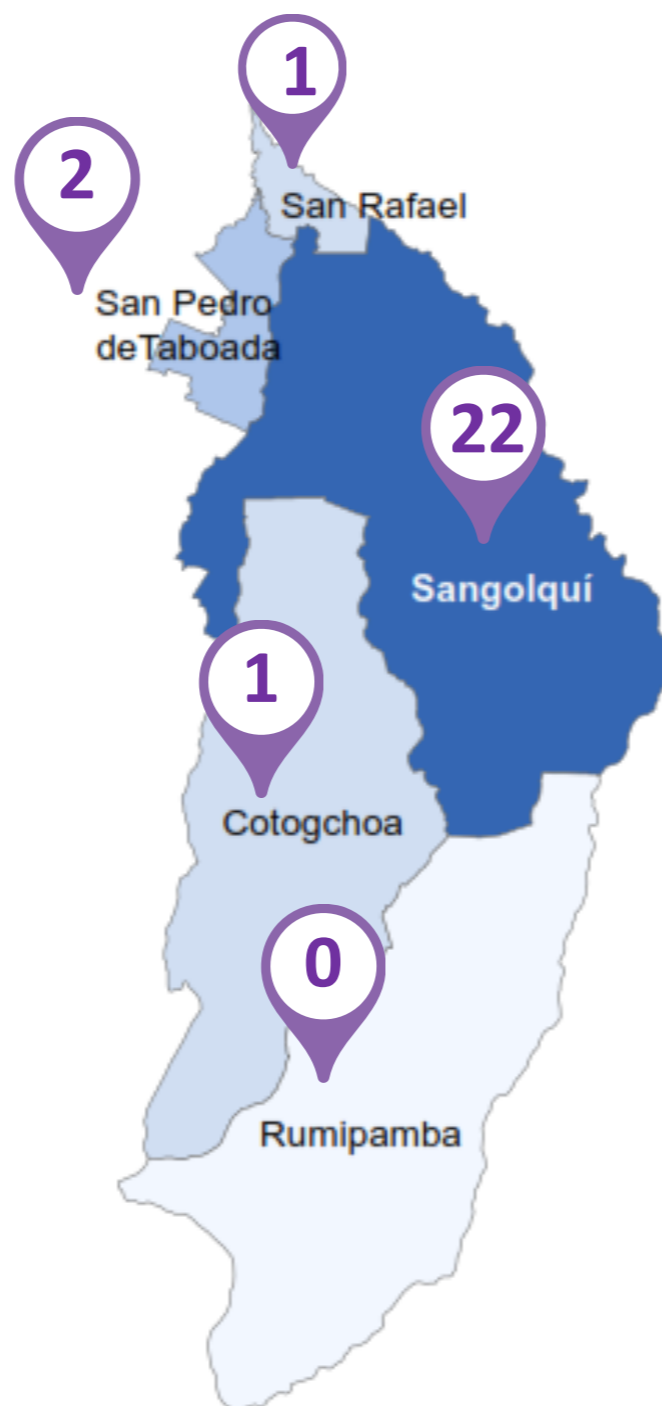 1
San Rafael
2
San Pedro
deTaboada
22
Sangolquí
1
Cotogchoa
0
Rumipamba